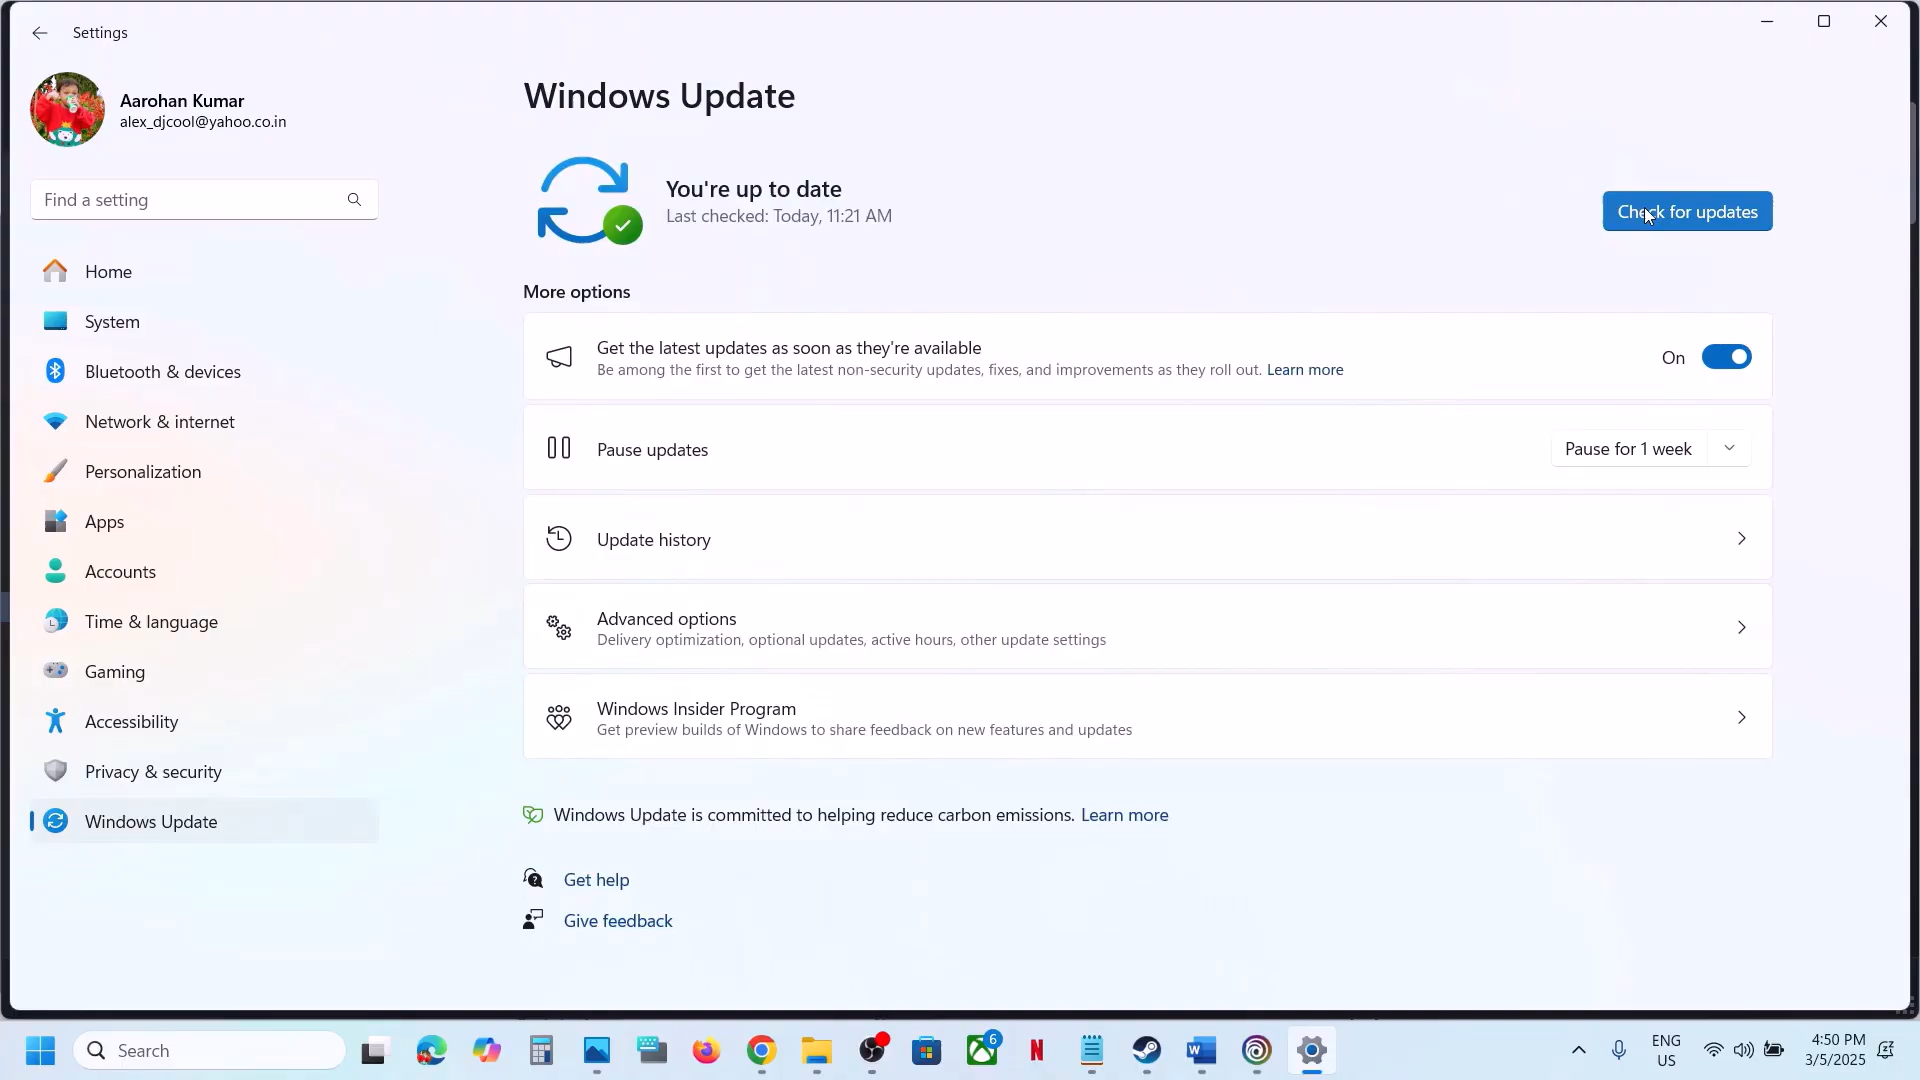 Settings
Aarohan Kumar
alex_djcool@yahoo.co.in
Find a setting
Home
System
Bluetooth & devices
Network & internet
Personalization
Apps
Accounts
Time & language
Gaming
Accessibility
Privacy & security
Windows Update
Windows Update
You're up to date
Last checked: Today, 11:21 AM
Check for updates
More options
Get the latest updates as soon as they're available
Be among the first to get the latest non-security updates, fixes, and improvements as they roll out. Learn more
On
Pause updates
Pause for 1 week
Update history
Advanced options
Delivery optimization, optional updates, active hours, other update settings
Windows Insider Program
Get preview builds of Windows to share feedback on new features and updates
Windows Update is committed to helping reduce carbon emissions. Learn more
Get help
Give feedback
Search
6
ENG
US
4:50 PM
3/5/2025